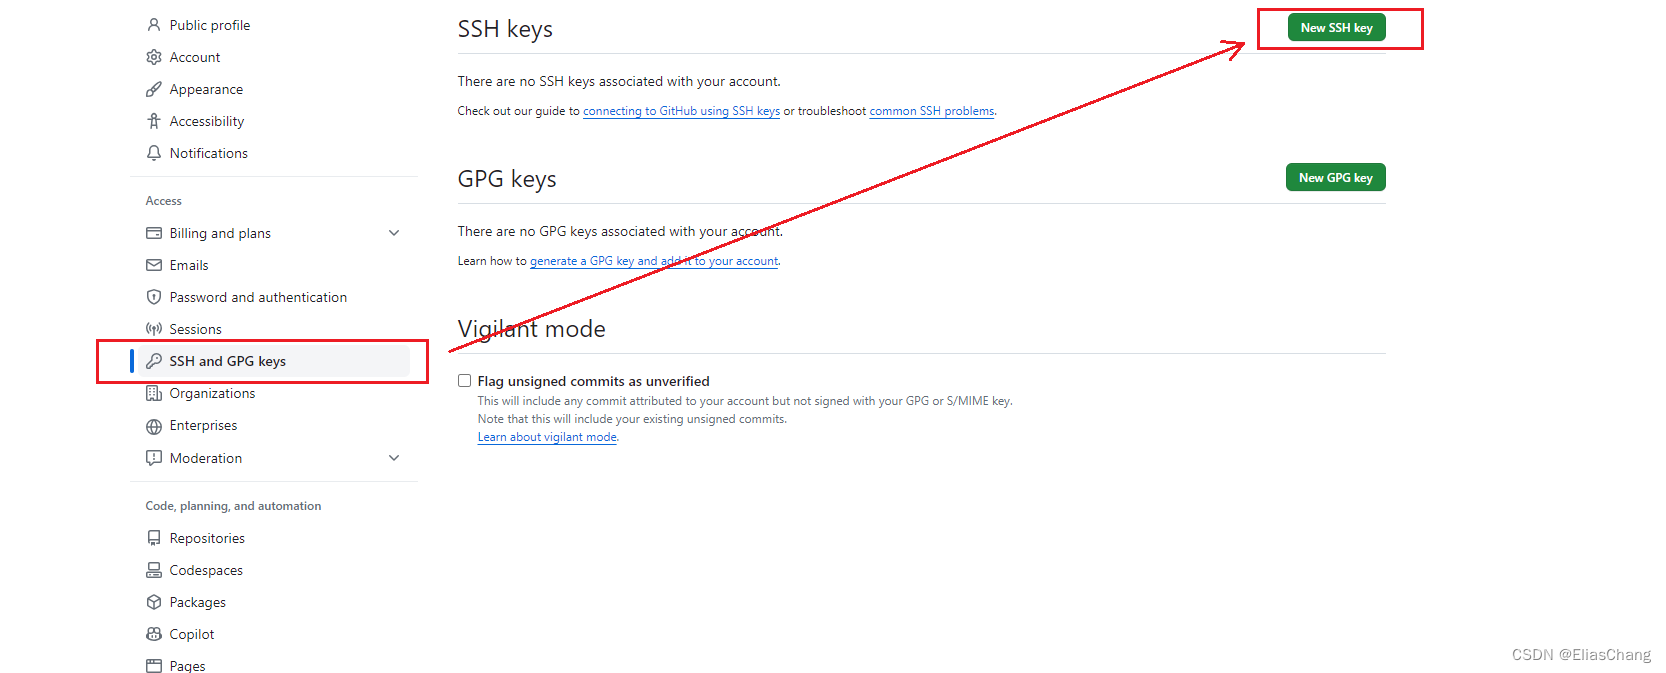 Public profile
Account
Appearance
Accessibility
Notifications
Access
Billing and plans
Emails
Password and authentication
Sessions
SSH and GPG keys
Organizations
Enterprises
Moderation
Code, planning, and automation
Repositories
Codespaces
Packages
Copilot
Pages
SSH keys
New SSH key
There are no SSH keys associated with your account.
Check out our guide to connecting to GitHub using SSH keys or troubleshoot common SSH problems.
GPG keys
New GPG key
There are no GPG keys associated with your account.
Learn how to generate a GPG key and add it to your account.
Vigilant mode
Flag unsigned commits as unverified
This will include any commit attributed to your account but not signed with your GPG or S/MIME key.
Note that this will include your existing unsigned commits.
Learn about vigilant mode.
CSDN @EliasChang